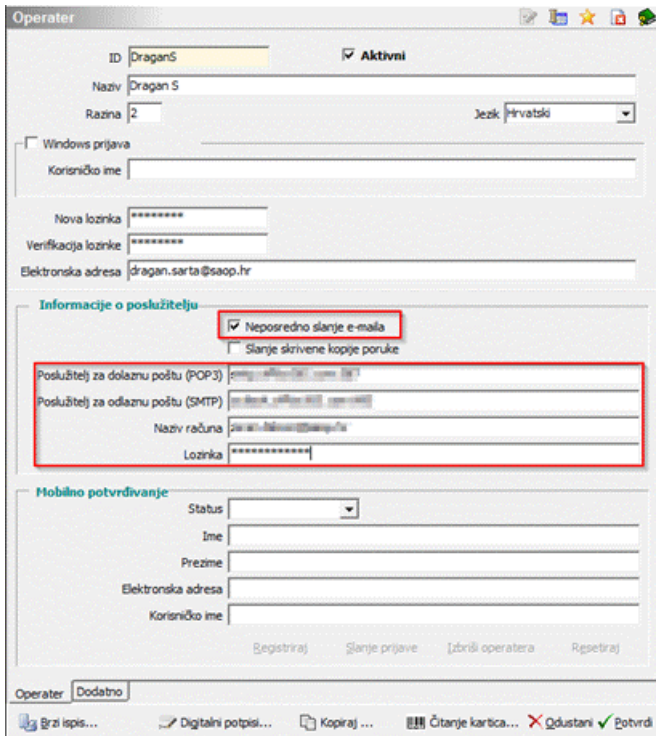 Operater
ID DraganS Aktivni
Naziv Dragan S
Razina 2 Jezik Hrvatski
Windows prijava
Korisničko ime
Nova lozinka ********
Verifikacija lozinke ********
Elektronska adresa dragan.sarta@saop.hr
Informacije o poslužitelju
Neposredno slanje e-maila
Slanje skrivene kopije poruke
Poslužitelj za dolaznu poštu (POP3)
Poslužitelj za odlaznu poštu (SMTP)
Naziv računa
Lozinka *************
Mobilno potvrđivanje
Status
Ime
Prezime
Elektronska adresa
Korisničko ime
Registriraj Slanje prijave Izbriši operatera Resetiraj
Operater Dodatno
Brzi ispis... Digitalni potpisi... Kopiraj ... Čitanje kartica... Odustani Potvrdi